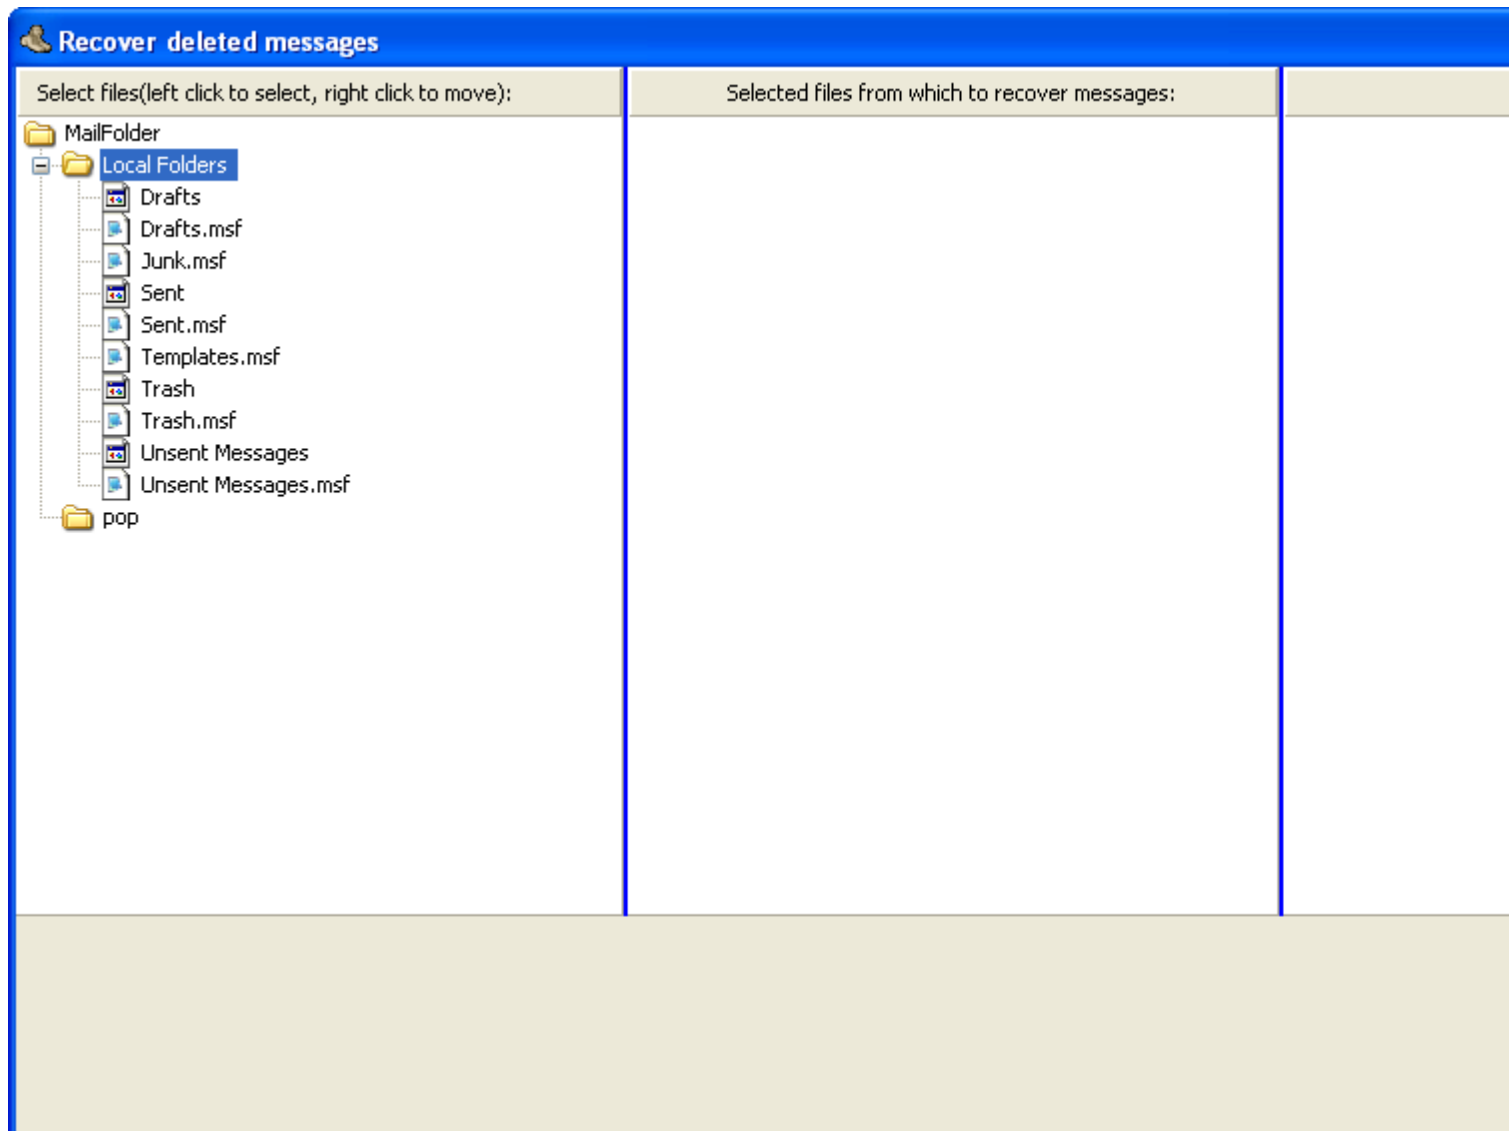 Recover deleted messages
Select files(left click to select, right click to move):
Selected files from which to recover messages:
MailFolder
Local Folders
Drafts
Drafts.msf
Junk.msf
Sent
Sent.msf
Templates.msf
Trash
Trash.msf
Unsent Messages
Unsent Messages.msf
pop